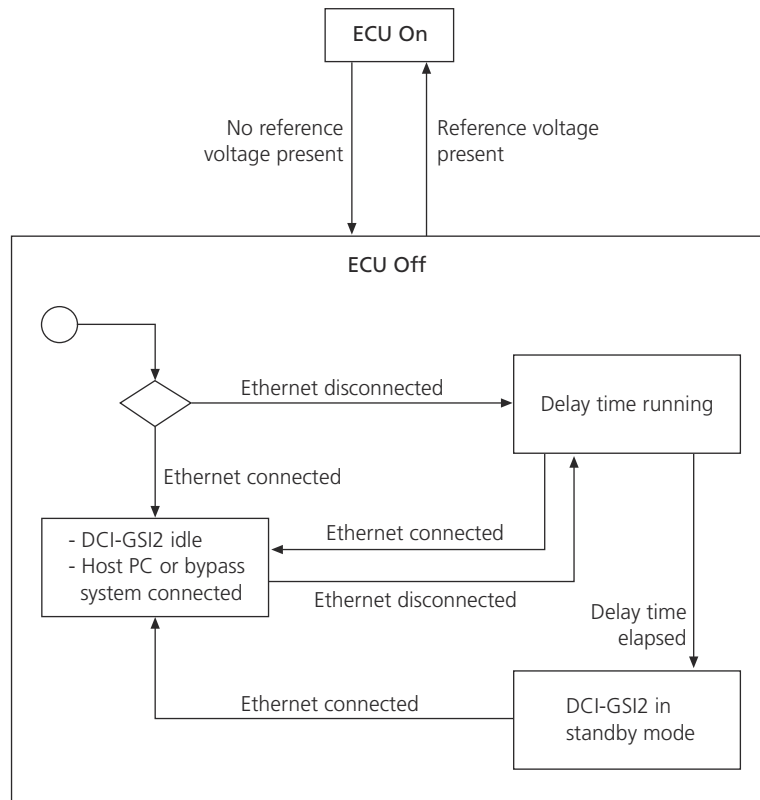 ECU On
No reference
voltage present
Reference voltage
present
ECU Off
Ethernet disconnected
Delay time running
Ethernet connected
- DCI-GSI2 idle
- Host PC or bypass
system connected
Ethernet connected
Ethernet disconnected
Delay time
elapsed
Ethernet connected
DCI-GSI2 in
standby mode